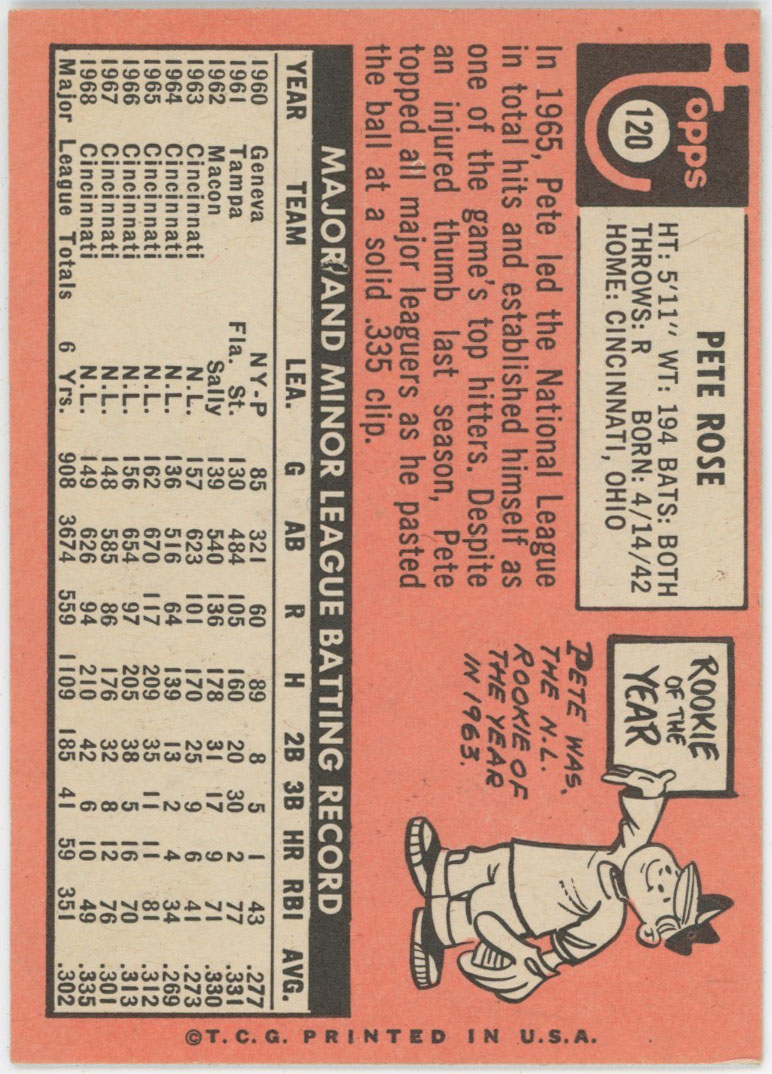 Topps
120
PETE ROSE
HT: 5'11" WT: 194 BATS: BOTH
THROWS: R BORN: 4/14/42
HOME: CINCINNATI, OHIO
ROOKIE
OF THE
YEAR
PETE WAS
THE N.L.
ROOKIE OF
THE YEAR
IN 1963.
In 1965, Pete led the National League
in total hits and established himself as
one of the game's top hitters. Despite
an injured thumb last season, Pete
topped all major leaguers as he pasted
the ball at a solid .335 clip.
MAJOR AND MINOR LEAGUE BATTING RECORD
YEAR TEAM LEA. G AB R H 2B 3B HR RBI AVG.
1960 Geneva NY-P 85 321 60 89 8 5 1 43 .277
1961 Tampa Fla. St. 130 484 105 160 20 30 2 77 .331
1962 Macon Sally 139 540 136 178 31 17 9 71 .330
1963 Cincinnati N.L. 157 623 101 170 25 9 6 41 .273
1964 Cincinnati N.L. 136 516 64 139 13 2 4 34 .269
1965 Cincinnati N.L. 162 670 117 209 35 11 11 81 .312
1966 Cincinnati N.L. 156 654 97 205 38 5 16 70 .313
1967 Cincinnati N.L. 148 585 86 176 32 8 12 76 .301
1968 Cincinnati N.L. 149 626 94 210 42 6 10 49 .335
Major League Totals 6 Yrs. 908 3674 559 1109 185 41 59 351 .302
©T.C.G. PRINTED IN U.S.A.